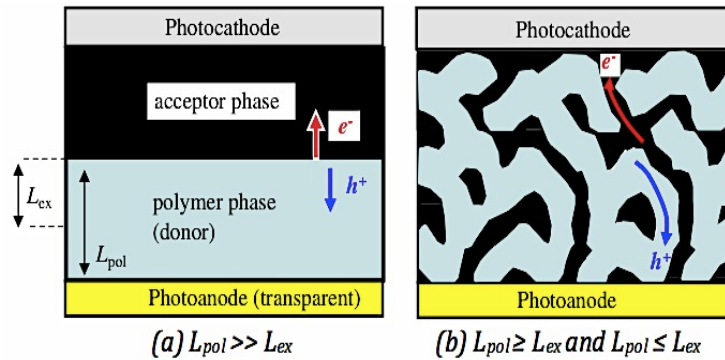 Photocathode
acceptor phase
e-
Lex
Lpol
polymer phase
(donor)
h+
Photoanode (transparent)
(a) Lpol >> Lex
Photocathode
e-
h+
Photoanode
(b) Lpol ≥ Lex and Lpol ≤ Lex